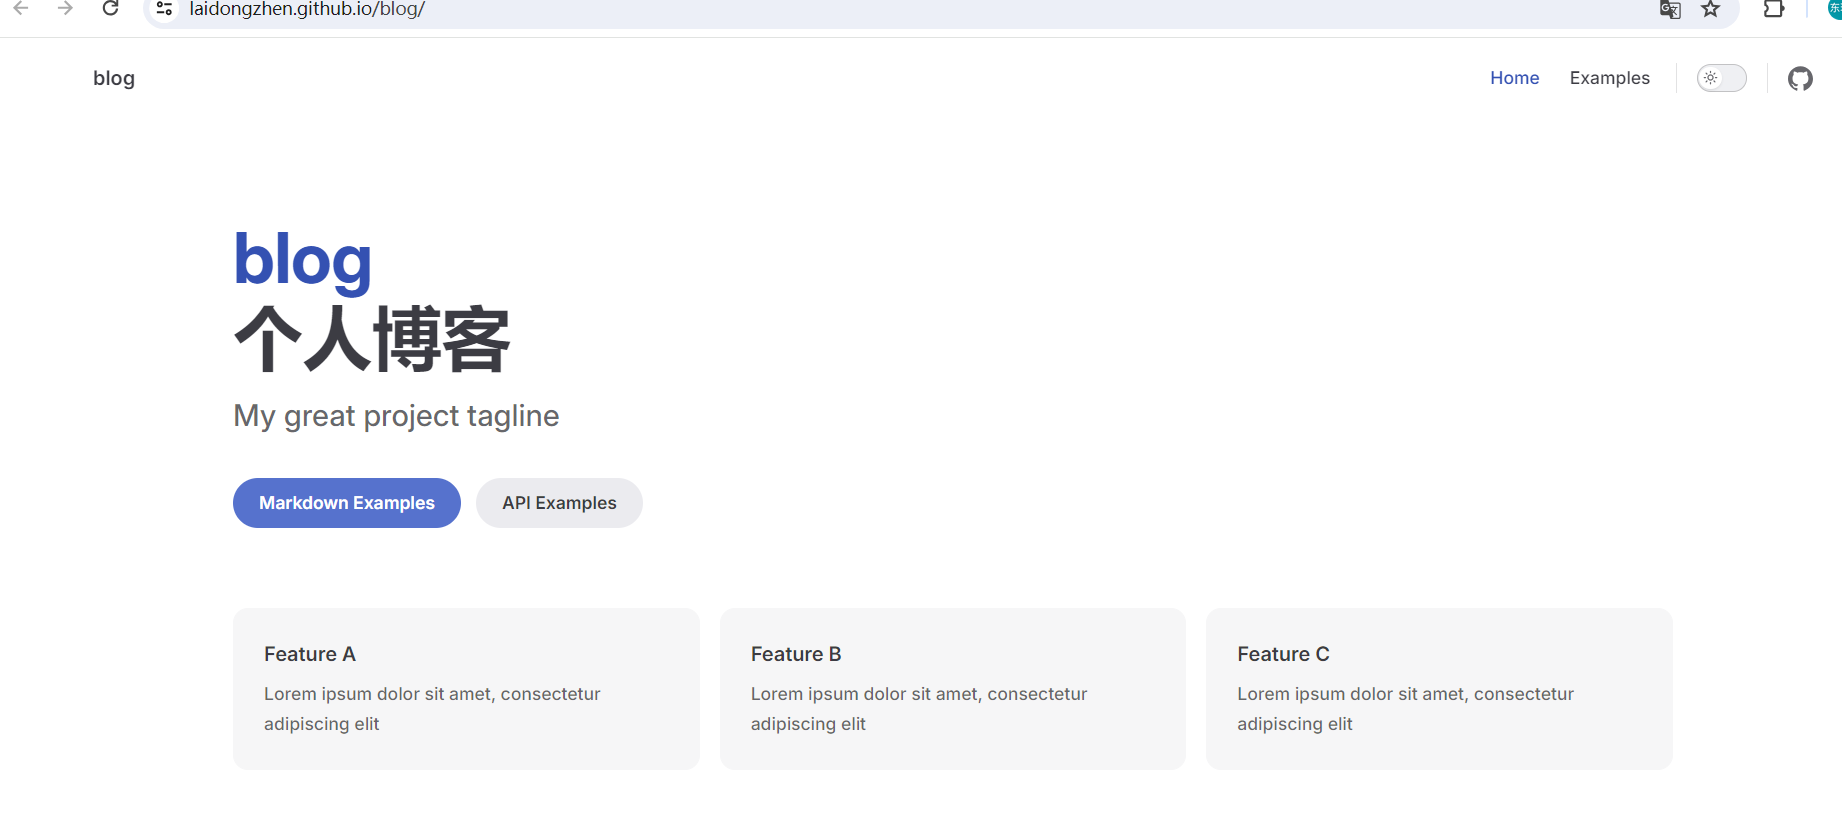 laidongzhen.github.io/blog/
blog
Home
Examples
blog
个人博客
My great project tagline
Markdown Examples
API Examples
Feature A
Lorem ipsum dolor sit amet, consectetur
adipiscing elit
Feature B
Lorem ipsum dolor sit amet, consectetur
adipiscing elit
Feature C
Lorem ipsum dolor sit amet, consectetur
adipiscing elit